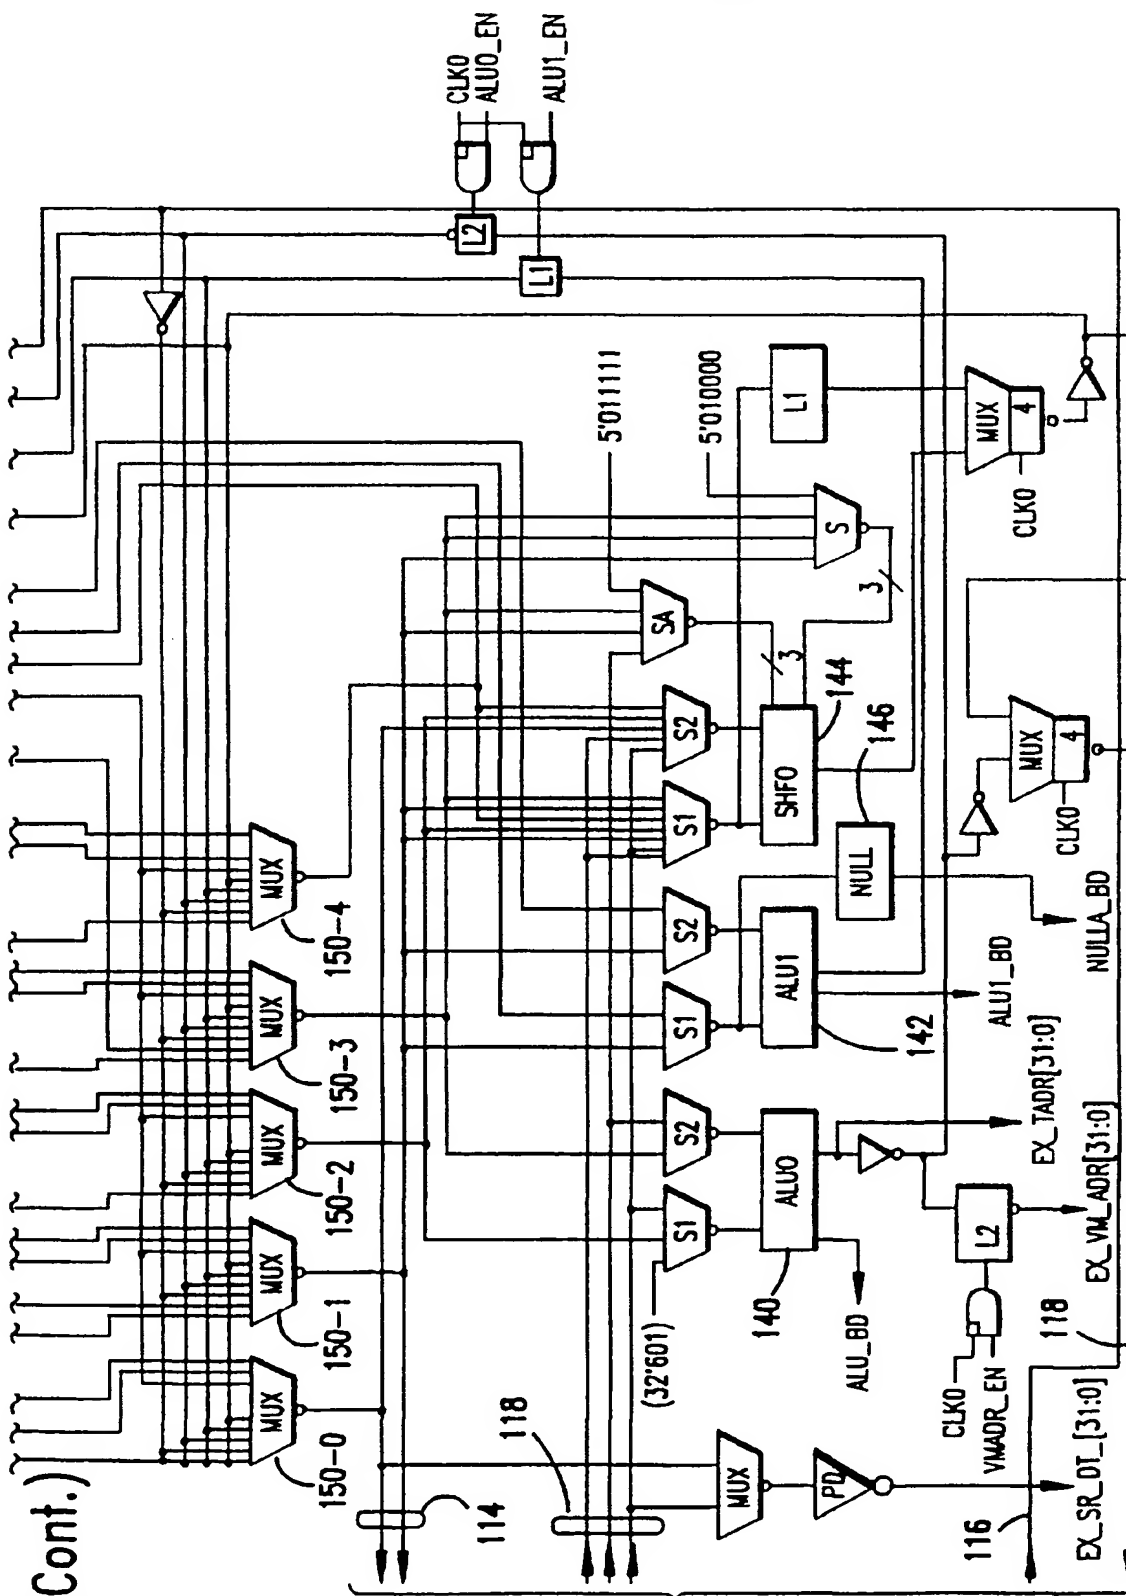 Cont.)
CLK0
ALU0_EN
ALU1_EN
L2
L1
MUX
150-0
MUX
150-1
MUX
150-2
MUX
150-3
MUX
150-4
114
118
5'011111
5'010000
SA
S
3
3
L1
S1
S2
S1
S2
S1
S2
(32'601)
ALU0
140
ALU1
142
SHF0
144
NULL
146
MUX
4
CLK0
MUX
4
CLK0
MUX
PD
ALU_BD
ALU1_BD
NULLA_BD
EX_TADR[31:0]
L2
CLK0
VMADR_EN
EX_VM_ADR[31:0]
EX_SR_DT_[31:0]
116
118